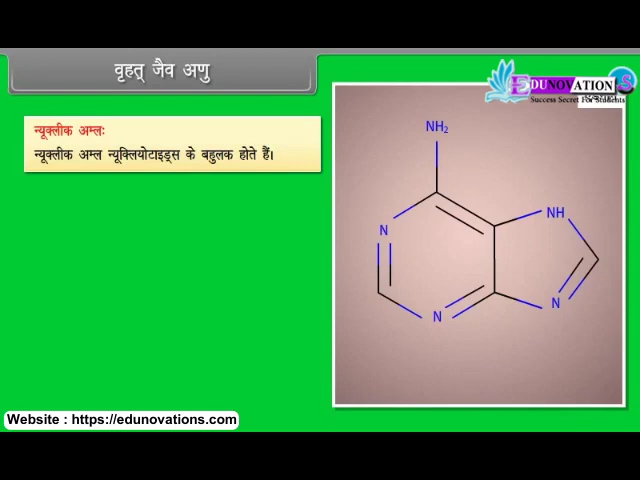 वृहत् जैव अणु
EDUNOVATIONS
Success Secret For Students
न्यूक्लीक अम्लः
न्यूक्लीक अम्ल न्यूक्लियोटाइड्स के बहुलक होते हैं।
NH₂
N
NH
N
N
Website : https://edunovations.com